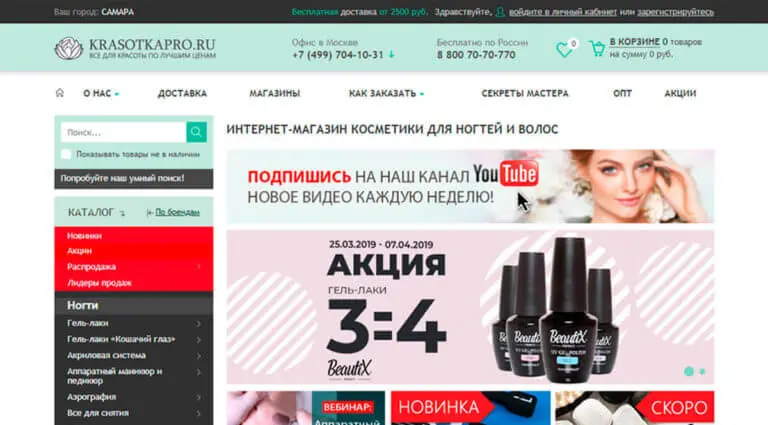 Ваш город: САМАРА
Бесплатная доставка от 2500 руб. Здравствуйте, войдите в личный кабинет или зарегистрируйтесь
KRASOTKAPRO.RU
ВСЕ ДЛЯ КРАСОТЫ ПО ЛУЧШИМ ЦЕНАМ
Офис в Москве
+7 (499) 704-10-31
Бесплатно по России
8 800 70-70-770
0
В КОРЗИНЕ 0 товаров
на сумму 0 руб.
О НАС ДОСТАВКА МАГАЗИНЫ КАК ЗАКАЗАТЬ СЕКРЕТЫ МАСТЕРА ОПТ АКЦИИ
Поиск...
Показывать товары не в наличии
Попробуйте наш умный поиск!
КАТАЛОГ По брендам
Новинки
Акции
Распродажа
Лидеры продаж
Ногти
Гель-лаки
Гель-лаки «Кошачий глаз»
Акриловая система
Аппаратный маникюр и
педикюр
Аэрография
Все для снятия
ИНТЕРНЕТ-МАГАЗИН КОСМЕТИКИ ДЛЯ НОГТЕЙ И ВОЛОС
ПОДПИШИСЬ НА НАШ КАНАЛ YouTube
НОВОЕ ВИДЕО КАЖДУЮ НЕДЕЛЮ!
25.03.2019 - 07.04.2019
АКЦИЯ
ГЕЛЬ-ЛАКИ
3=4
BeautiX
BeautiX
UV GEL POLISH
ВЕБИНАР:
Аппаратный
НОВИНКА
СКОРО